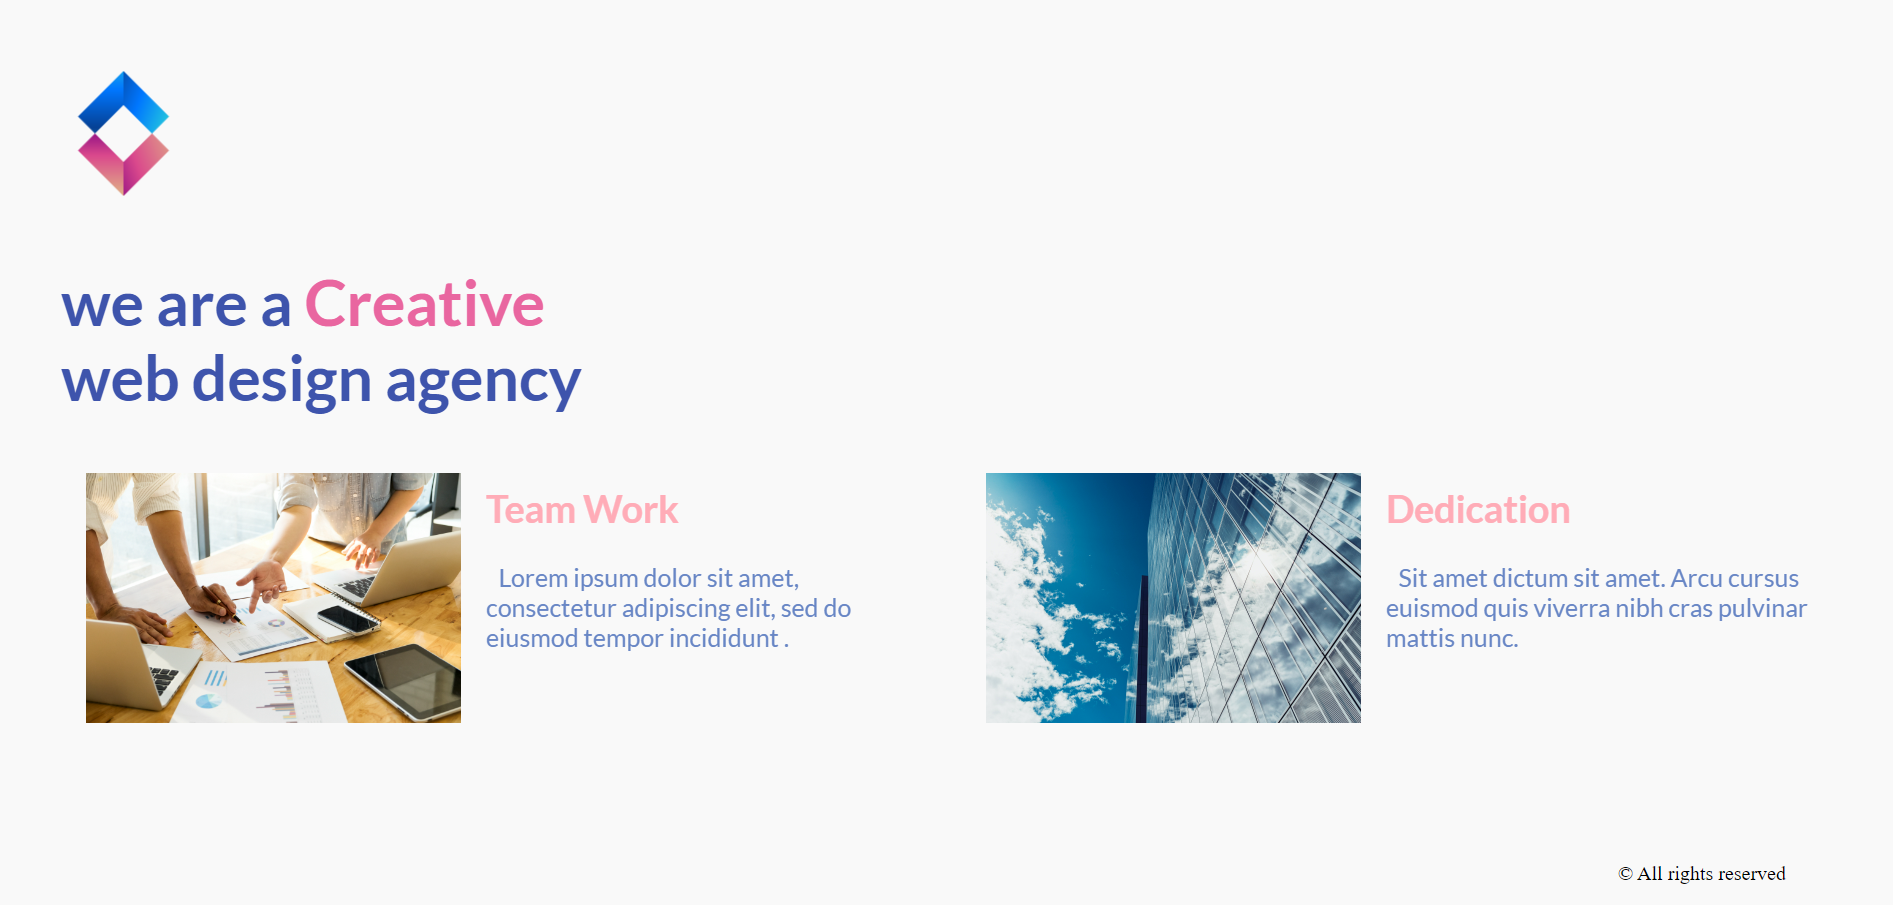 we are a Creative
web design agency
Team Work
Lorem ipsum dolor sit amet,
consectetur adipiscing elit, sed do
eiusmod tempor incididunt .
Dedication
Sit amet dictum sit amet. Arcu cursus
euismod quis viverra nibh cras pulvinar
mattis nunc.
© All rights reserved